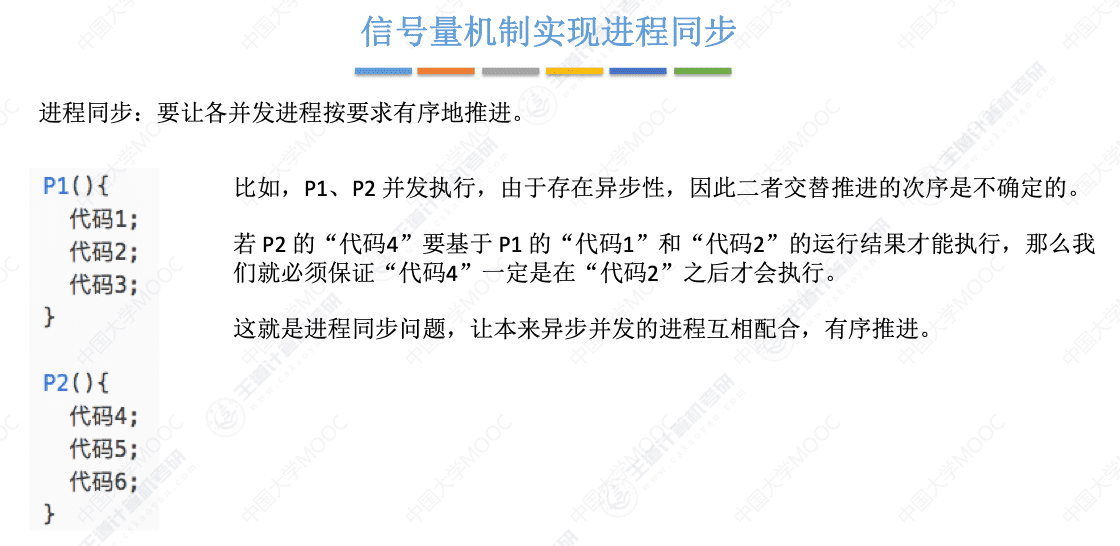 信号量机制实现进程同步
进程同步：要让各并发进程按要求有序地推进。
P1(){
代码1;
代码2;
代码3;
}
P2(){
代码4;
代码5;
代码6;
}
比如，P1、P2 并发执行，由于存在异步性，因此二者交替推进的次序是不确定的。
若 P2 的“代码4”要基于 P1 的“代码1”和“代码2”的运行结果才能执行，那么我
们就必须保证“代码4”一定是在“代码2”之后才会执行。
这就是进程同步问题，让本来异步并发的进程互相配合，有序推进。
中国大学MOOC
王道计算机考研
www.cskaoyan.com